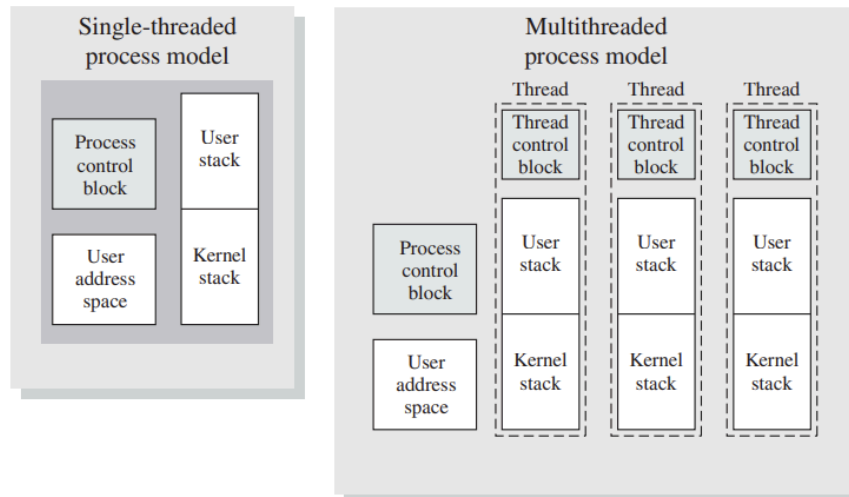 Single-threaded
process model
Process
control
block
User
stack
User
address
space
Kernel
stack
Multithreaded
process model
Thread
Thread
Thread
Thread
control
block
Thread
control
block
Thread
control
block
Process
control
block
User
stack
User
stack
User
stack
User
address
space
Kernel
stack
Kernel
stack
Kernel
stack